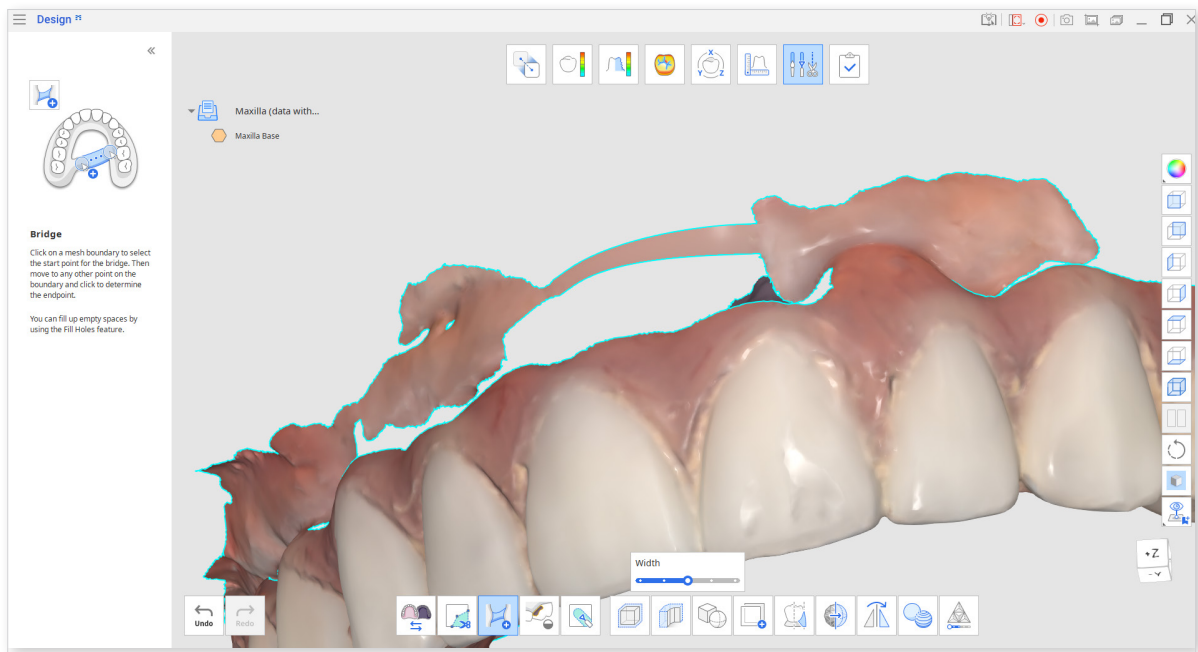 Design
Maxilla (data with...
Maxilla Base
Bridge
Click on a mesh boundary to select
the start point for the bridge. Then
move to any other point on the
boundary and click to determine
the endpoint.
You can fill up empty spaces by
using the Fill Holes feature.
X
Y Z
Width
Undo
Redo
+Z
-Y